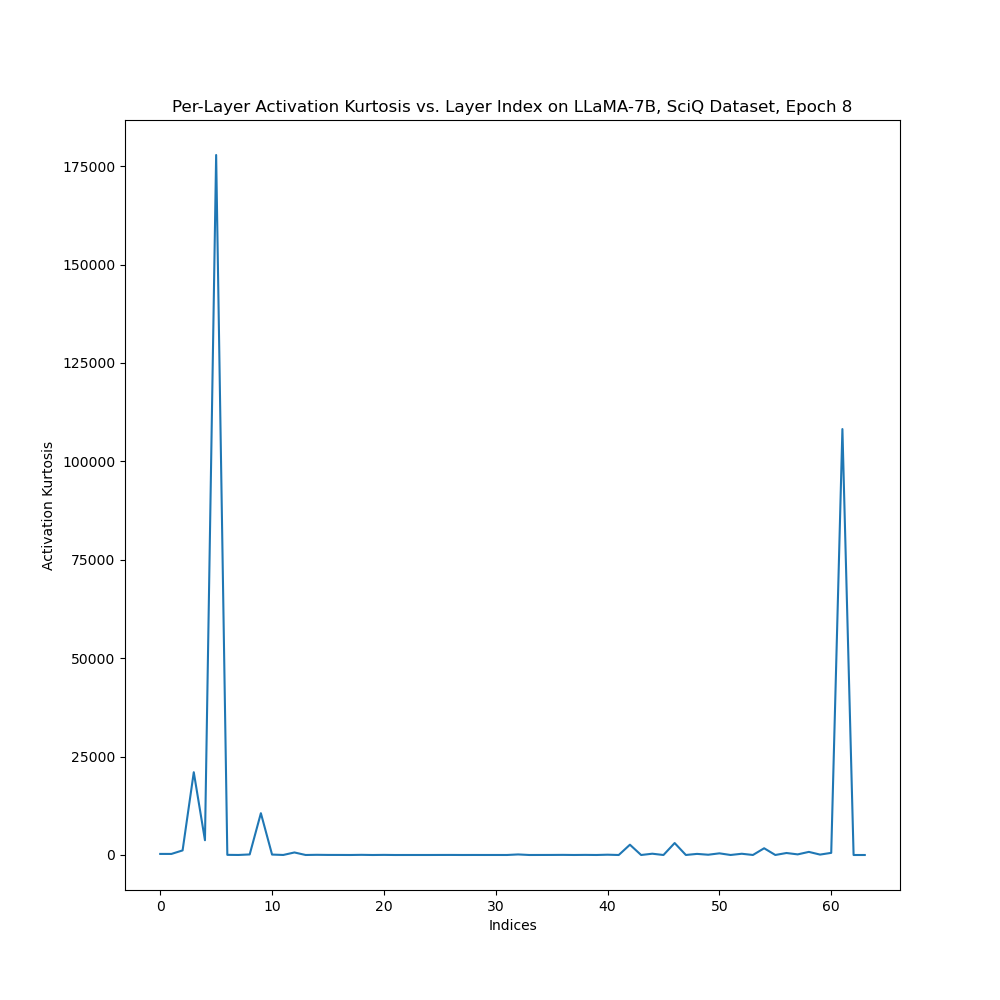 Per-Layer Activation Kurtosis vs. Layer Index on LLaMA-7B, SciQ Dataset, Epoch 8
175000
150000
125000
100000
75000
50000
25000
0
Activation Kurtosis
0 10 20 30 40 50 60
Indices